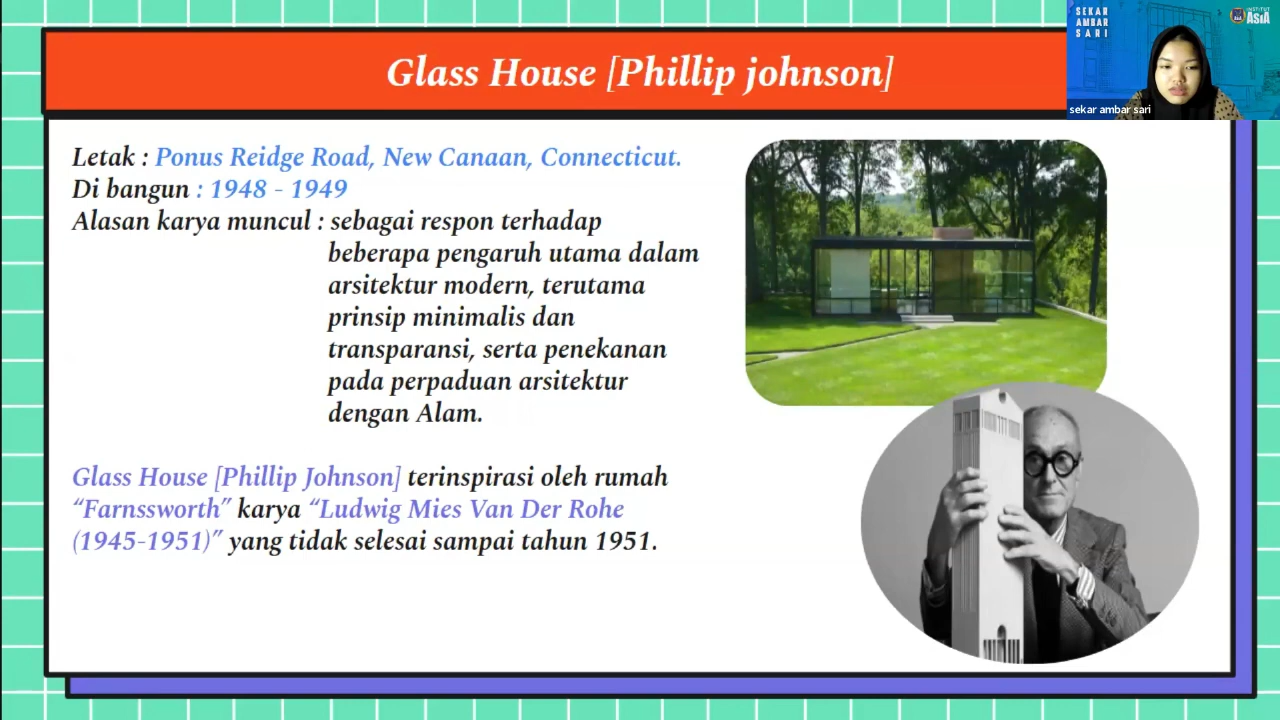 Glass House [Phillip johnson]
SEKAR
AMBAR
SARI
INSTITUT
ASIA
sekar ambar sari
Letak : Ponus Reidge Road, New Canaan, Connecticut.
Di bangun : 1948 - 1949
Alasan karya muncul : sebagai respon terhadap
beberapa pengaruh utama dalam
arsitektur modern, terutama
prinsip minimalis dan
transparansi, serta penekanan
pada perpaduan arsitektur
dengan Alam.
Glass House [Phillip Johnson] terinspirasi oleh rumah
“Farnssworth” karya “Ludwig Mies Van Der Rohe
(1945-1951)” yang tidak selesai sampai tahun 1951.